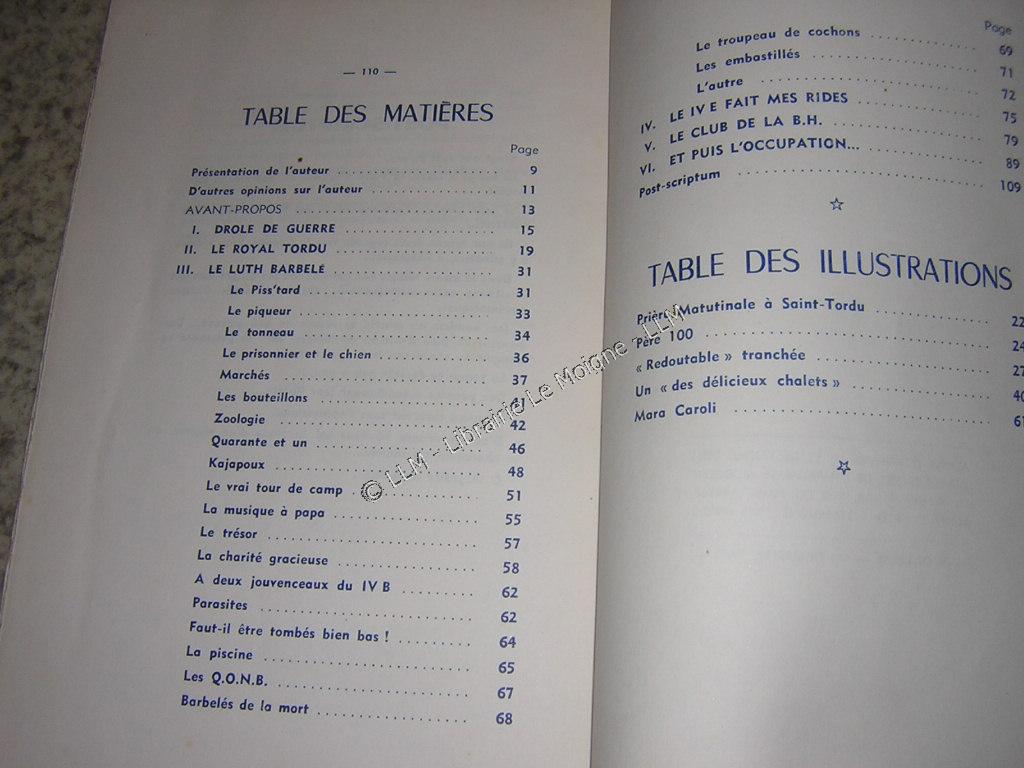 — 110 —
TABLE DES MATIÈRES
Page
Présentation de l'auteur . . . . . . . . . . 9
D'autres opinions sur l'auteur . . . . . . . . . . 11
AVANT-PROPOS . . . . . . . . . . 13
I. DROLE DE GUERRE . . . . . . . . . . 15
II. LE ROYAL TORDU . . . . . . . . . . 19
III. LE LUTH BARBELÉ . . . . . . . . . . 31
Le Piss'tard . . . . . . . . . . 31
Le piqueur . . . . . . . . . . 33
Le tonneau . . . . . . . . . . 34
Le prisonnier et le chien . . . . . . . . . . 36
Marchés . . . . . . . . . . 37
Les bouteillons . . . . . . . . . . 41
Zoologie . . . . . . . . . . 42
Quarante et un . . . . . . . . . . 46
Kajapoux . . . . . . . . . . 48
Le vrai tour de camp . . . . . . . . . . 51
La musique à papa . . . . . . . . . . 55
Le trésor . . . . . . . . . . 57
La charité gracieuse . . . . . . . . . . 58
A deux jouvenceaux du IV B . . . . . . . . . . 62
Parasites . . . . . . . . . . 62
Faut-il être tombés bien bas ! . . . . . . . . . . 64
La piscine . . . . . . . . . . 65
Les Q.O.N.B. . . . . . . . . . . 67
Barbelés de la mort . . . . . . . . . . 68
Page
Le troupeau de cochons . . . . . . . . . . 69
Les embastillés . . . . . . . . . . 71
L'autre . . . . . . . . . . 72
IV. LE IV E FAIT MES RIDES . . . . . . . . . . 75
V. LE CLUB DE LA B.H. . . . . . . . . . . 79
VI. ET PUIS L'OCCUPATION... . . . . . . . . . . 89
Post-scriptum . . . . . . . . . . 109
TABLE DES ILLUSTRATIONS
Prière Matutinale à Saint-Tordu . . . . . . . . . . 22
Père 100 . . . . . . . . . . 24
« Redoutable » tranchée . . . . . . . . . . 27
Un « des délicieux chalets » . . . . . . . . . . 40
Mara Caroli . . . . . . . . . . 61
© LLM - Librairie Le Moigne - LLM